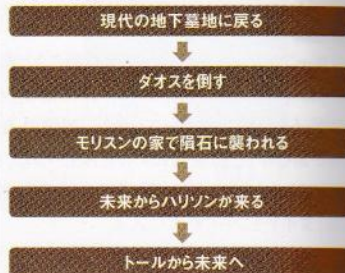 現代の地下墓地に戻る
ダオスを倒す
モリスンの家で隕石に襲われる
未来からハリソンが来る
トールから未来へ